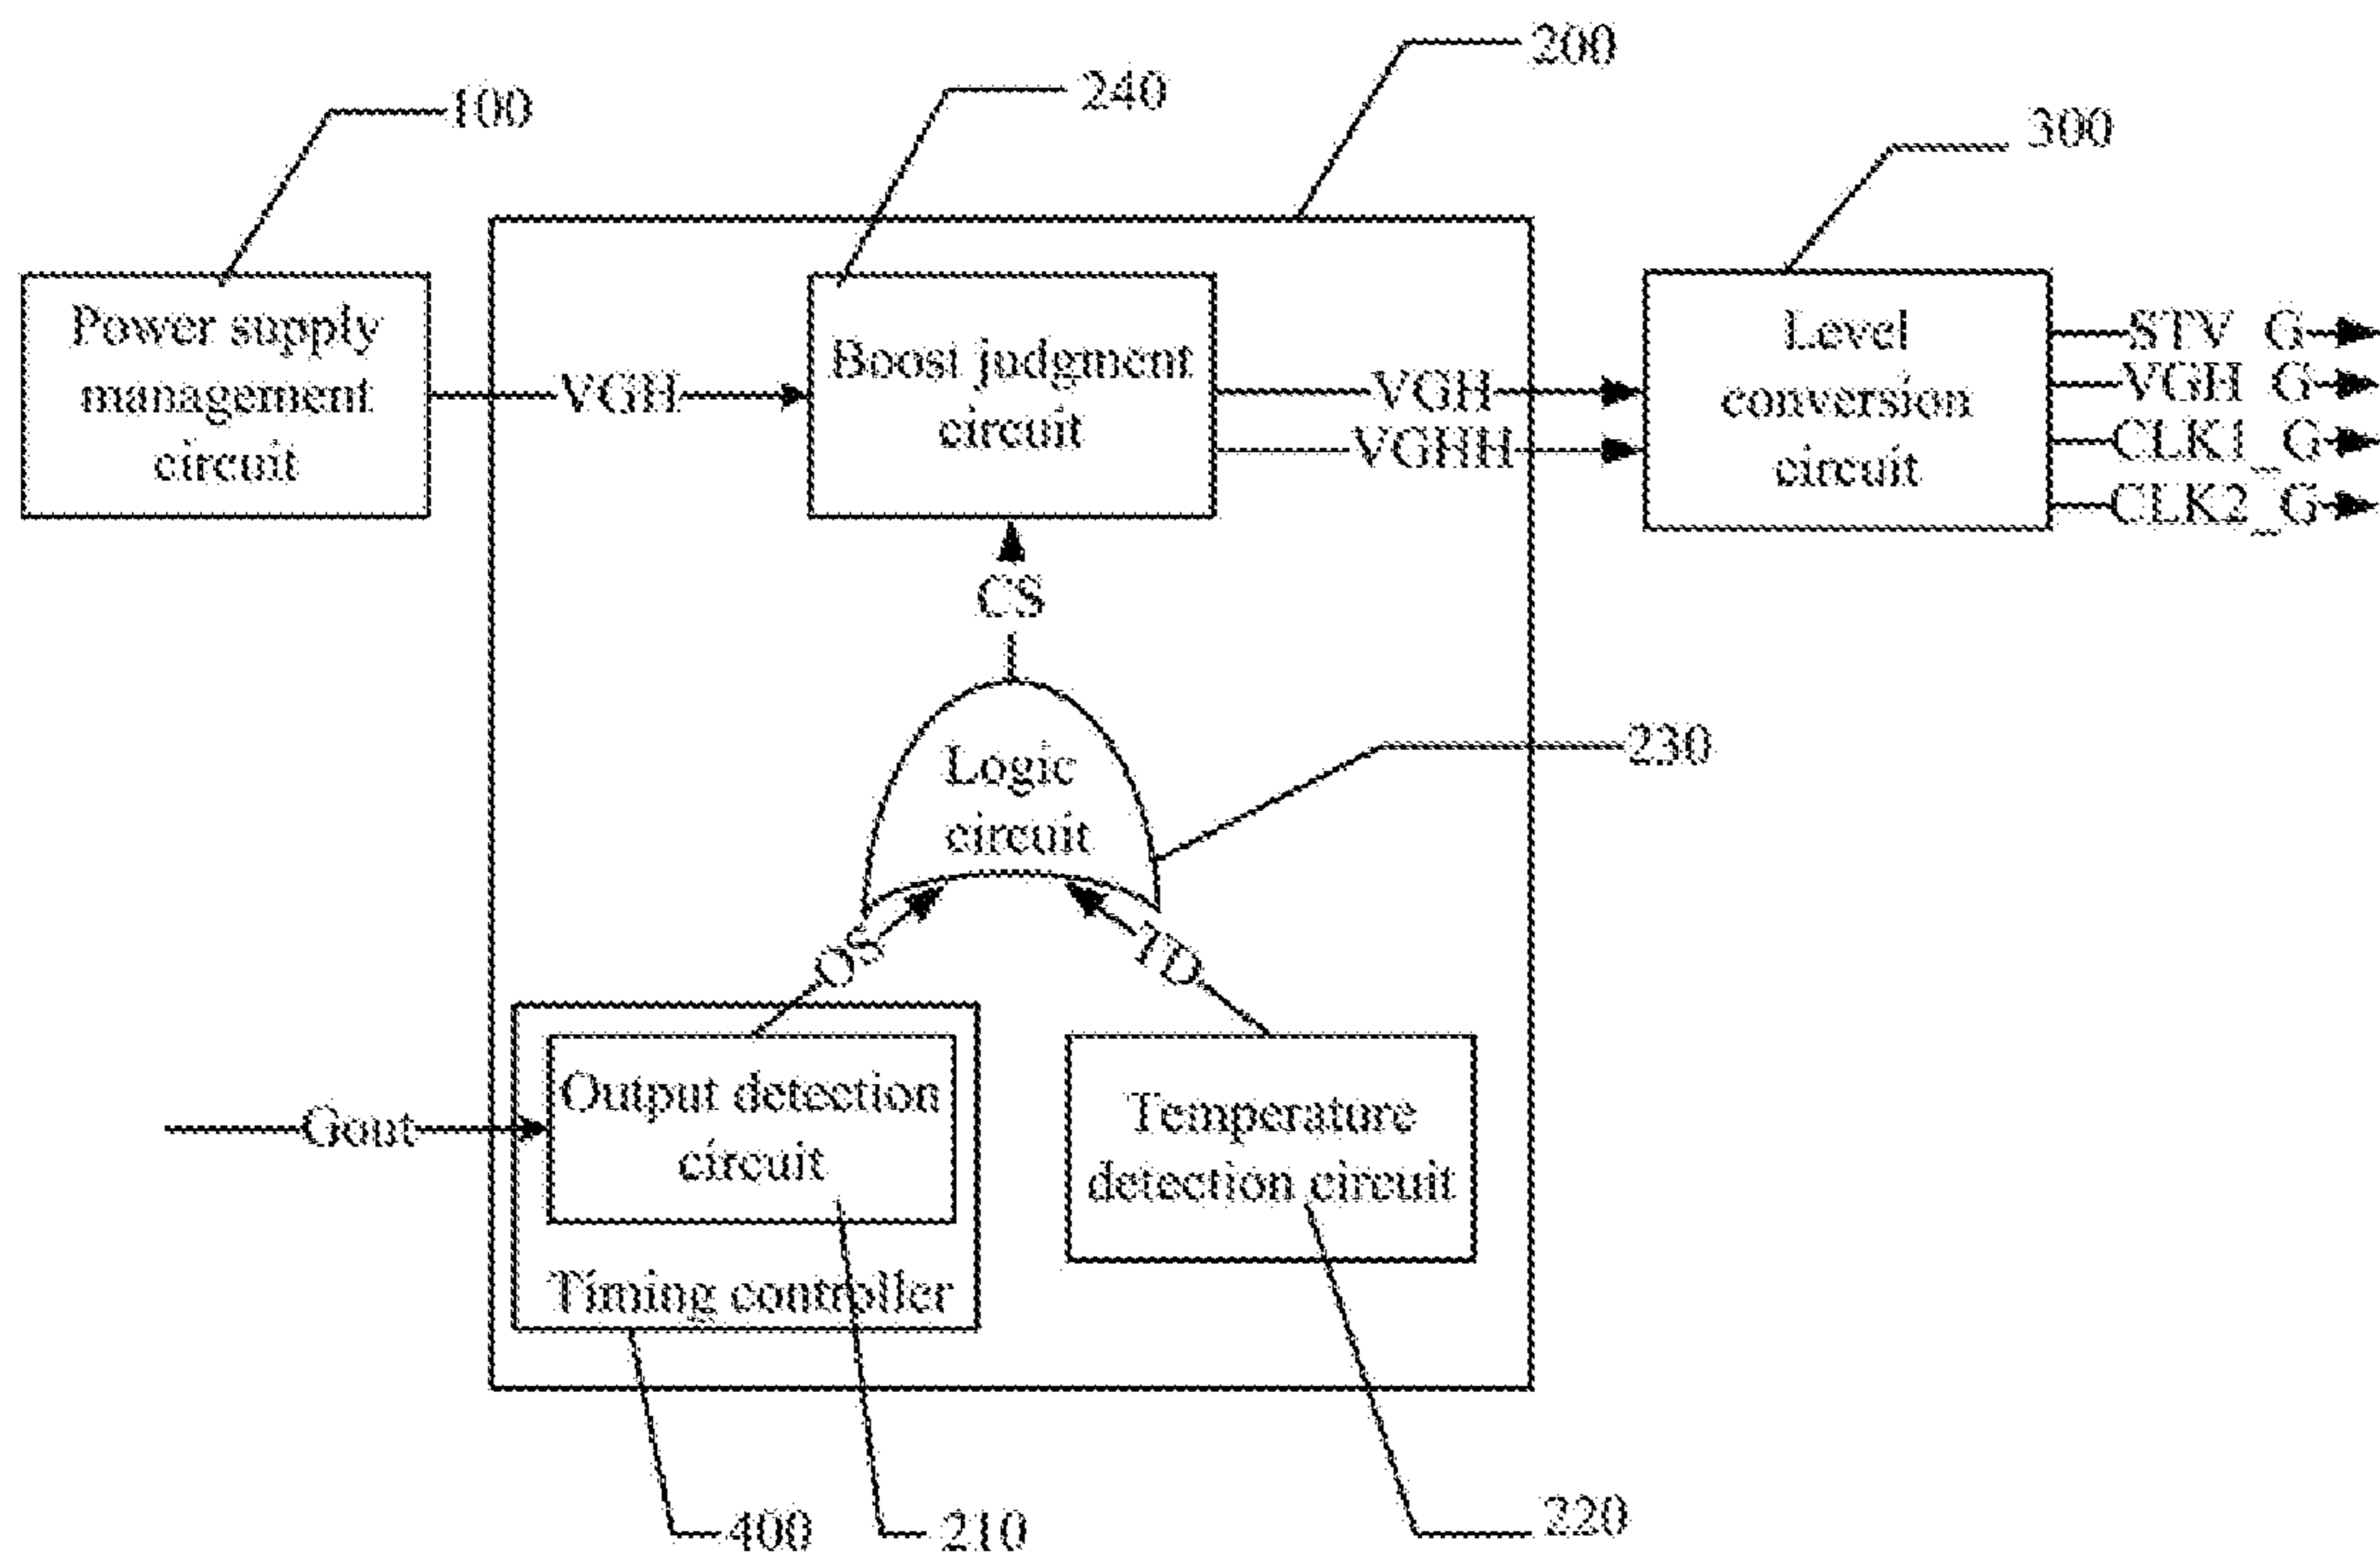 200
240
100
300
Power supply
management
circuit
VGH
Boost judgment
circuit
VGH
VGHH
Level
conversion
circuit
STV_G
VGH_G
CLK1_G
CLK2_G
CS
Logic
circuit
230
OS
TD
Gout
Output detection
circuit
Timing controller
Temperature
detection circuit
400
210
220